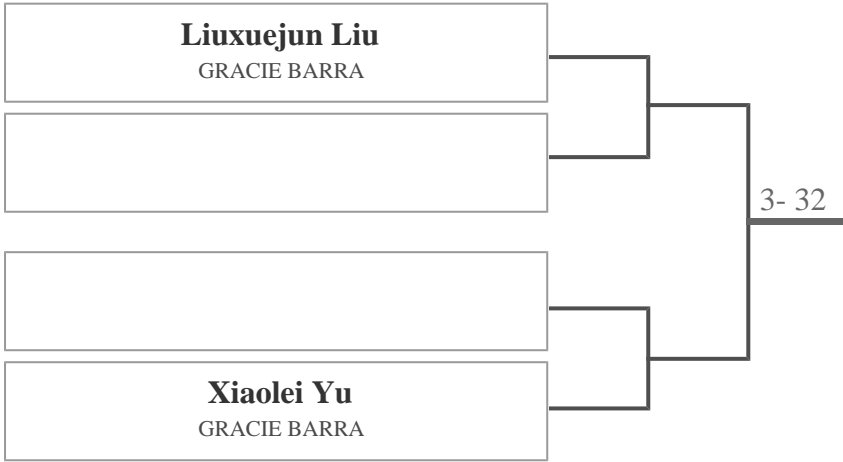 Liuxuejun Liu
GRACIE BARRA
3- 32
Xiaolei Yu
GRACIE BARRA